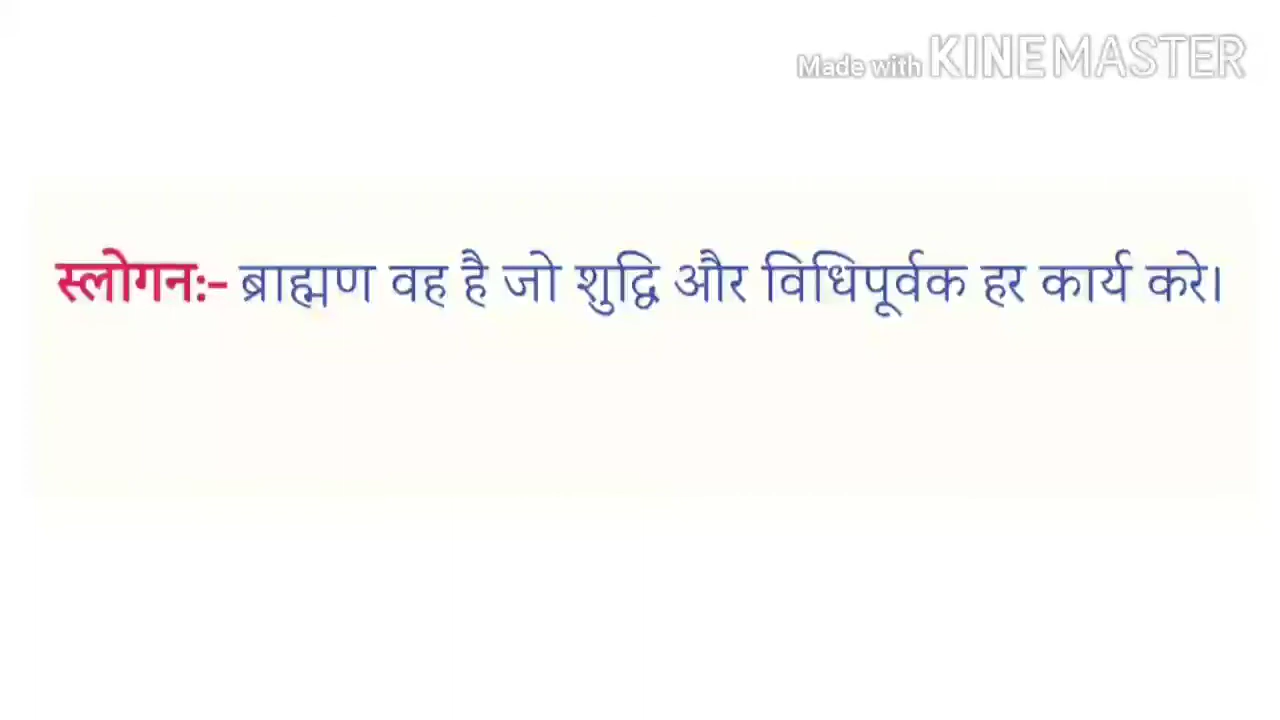 Made with KINEMASTER
स्लोगन:- ब्राह्मण वह है जो शुद्धि और विधिपूर्वक हर कार्य करे।